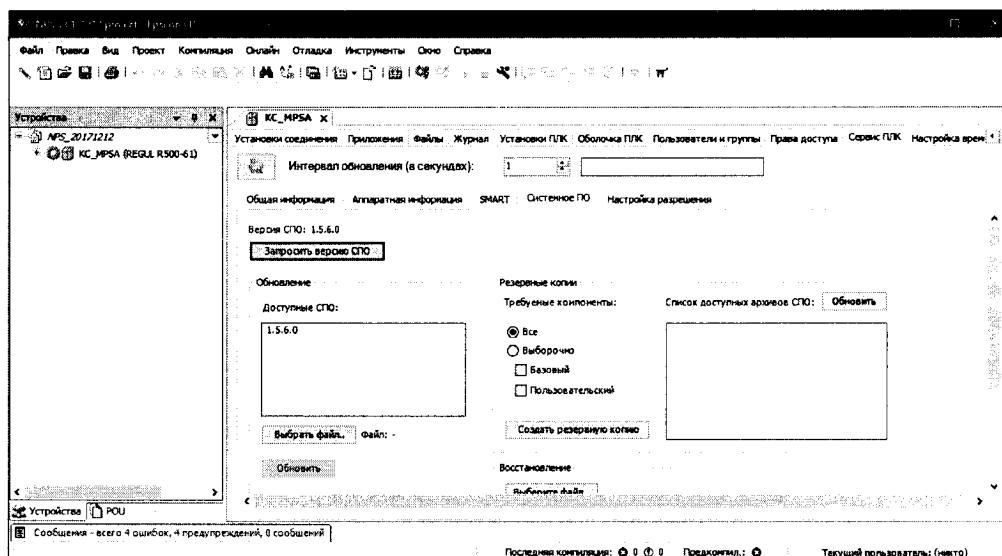 Файл Правка Вид Проект Компиляция Онлайн Отладка Инструменты Окно Справка
Устройства
KC_MPSA x
NPS_20171212
KC_MPSA (REGUL R500-61)
Установки соединения Приложения Файлы Журнал Установки ПЛК Оболочка ПЛК Пользователи и группы Права доступа Сервис ПЛК Настройка врем
Интервал обновления (в секундах): 1
Общая информация Аппаратная информация SMART Системное ПО Настройка разрешения
Версия СПО: 1.5.6.0
Запросить версию СПО
Обновление
Доступные СПО:
1.5.6.0
Выбрать файл.. Файл: -
Обновить
Резервные копии
Требуемые компоненты:
Все
Выборочно
Базовый
Пользовательский
Создать резервную копию
Список доступных архивов СПО: Обновить
Восстановление
Выберите файл
Устройства POU
Сообщения - всего 4 ошибок, 4 предупреждений, 0 сообщений
Последняя компиляция: 0 0 Предкомпил.: Текущий пользователь: (никто)